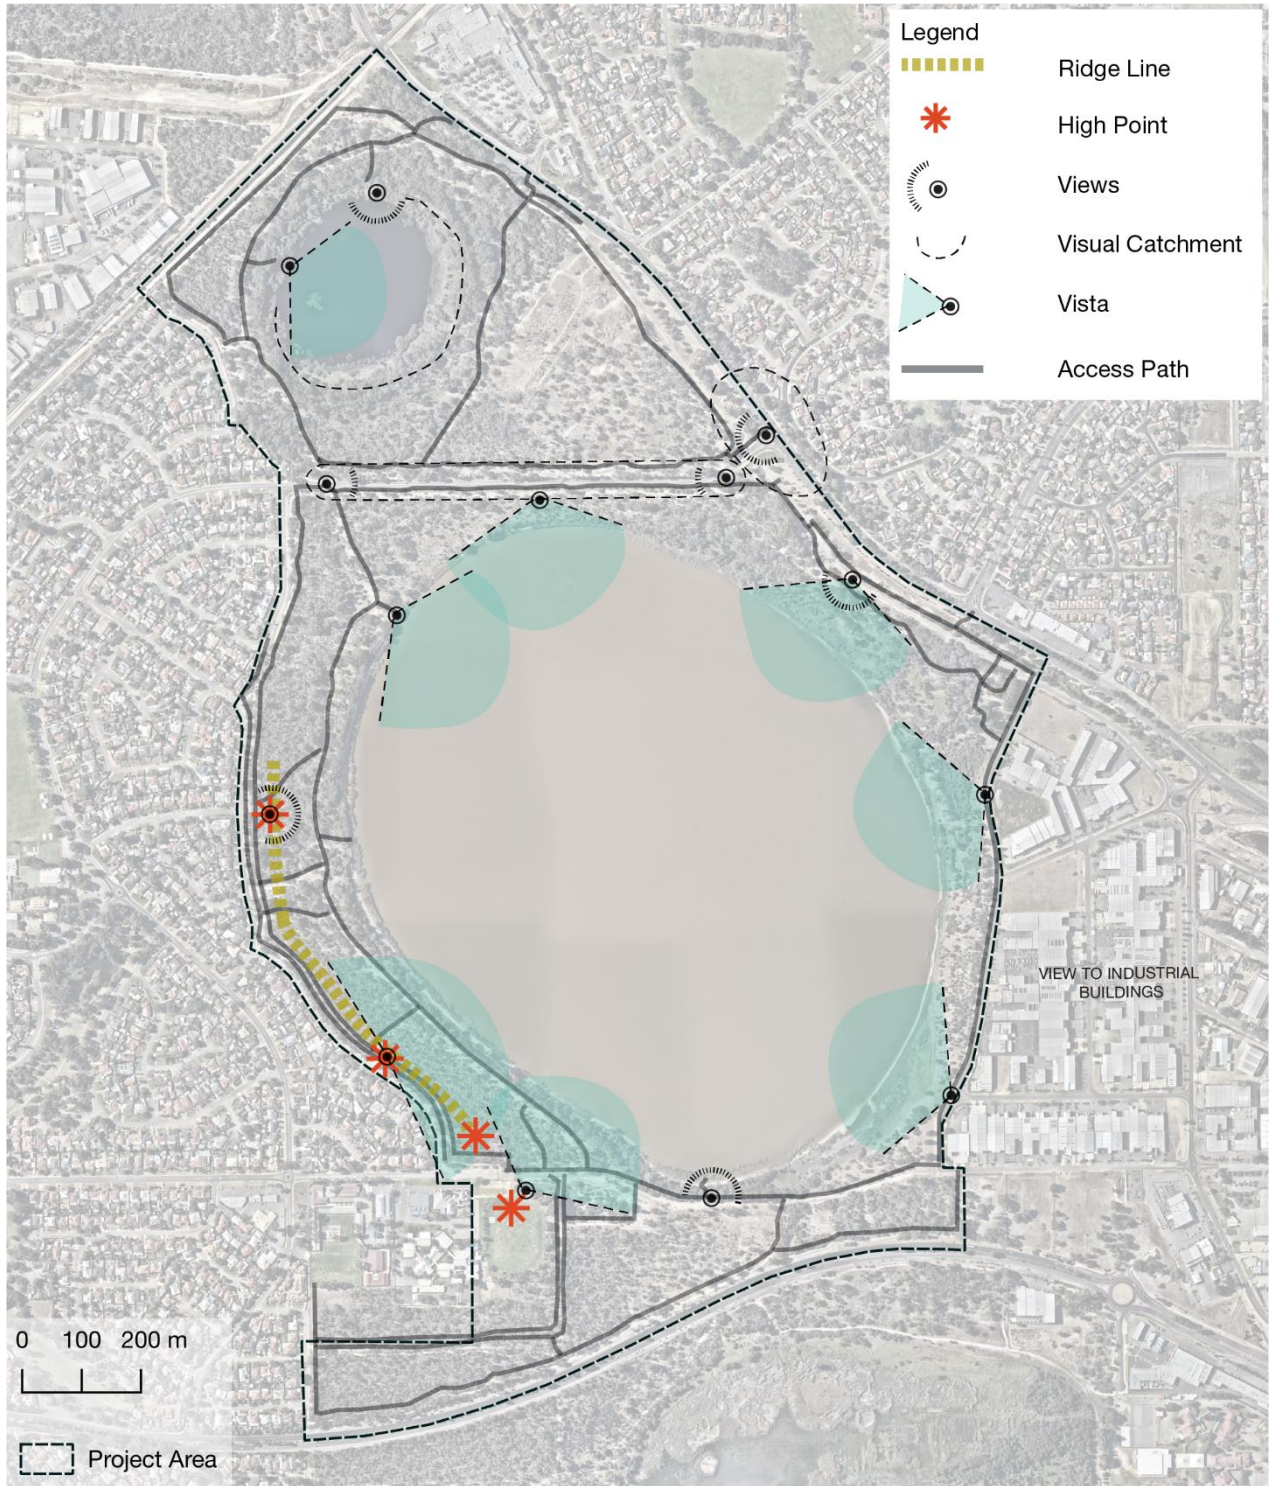 Legend
Ridge Line
High Point
Views
Visual Catchment
Vista
Access Path
VIEW TO INDUSTRIAL
BUILDINGS
0 100 200 m
Project Area